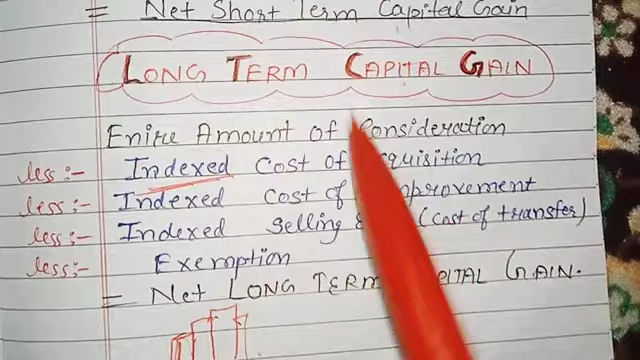 = Net Short Term Capital Gain
LONG TERM CAPITAL GAIN
Enire Amount of Consideration
less:- Indexed Cost of
less:- Indexed Cost of
less:- Indexed Selling (cost of transfer)
less:- Exemption
= Net LONG TERM GAIN.